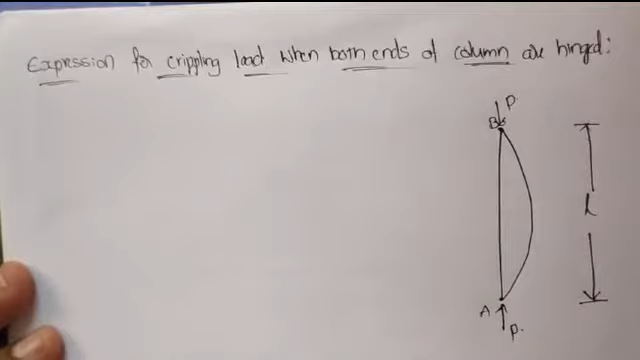 Expression for crippling load when both ends of column are hinged:
P
B
l
A
P.